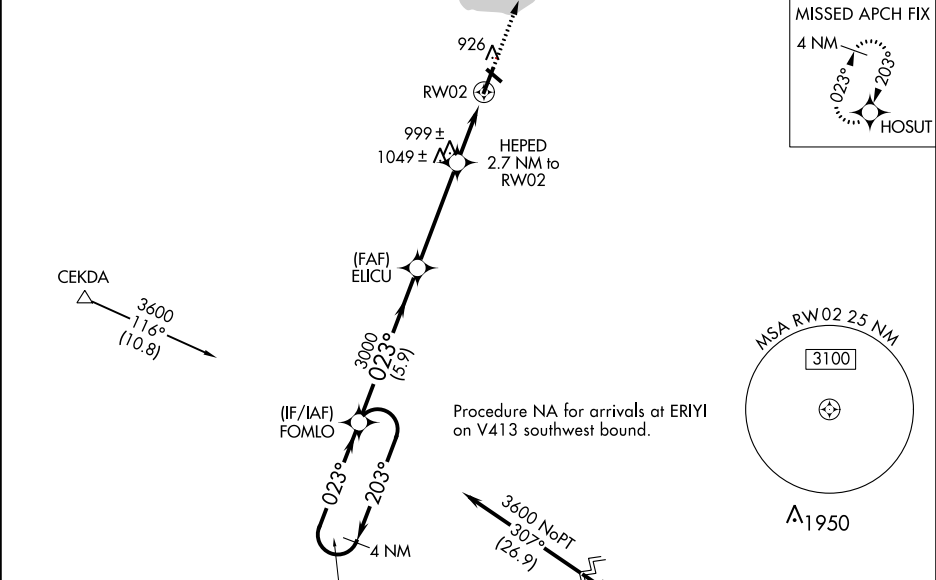 MISSED APCH FIX
4 NM
023°
203°
HOSUT
926
RW02
999 ±
1049 ±
HEPED
2.7 NM to
RW02
(FAF)
ELICU
CEKDA
3600
116°
(10.8)
3000
023°
(5.9)
MSA RW02 25 NM
3100
(IF/IAF)
FOMLO
Procedure NA for arrivals at ERIYI
on V413 southwest bound.
023°
203°
4 NM
3600 NoPT
307°
(26.9)
1950